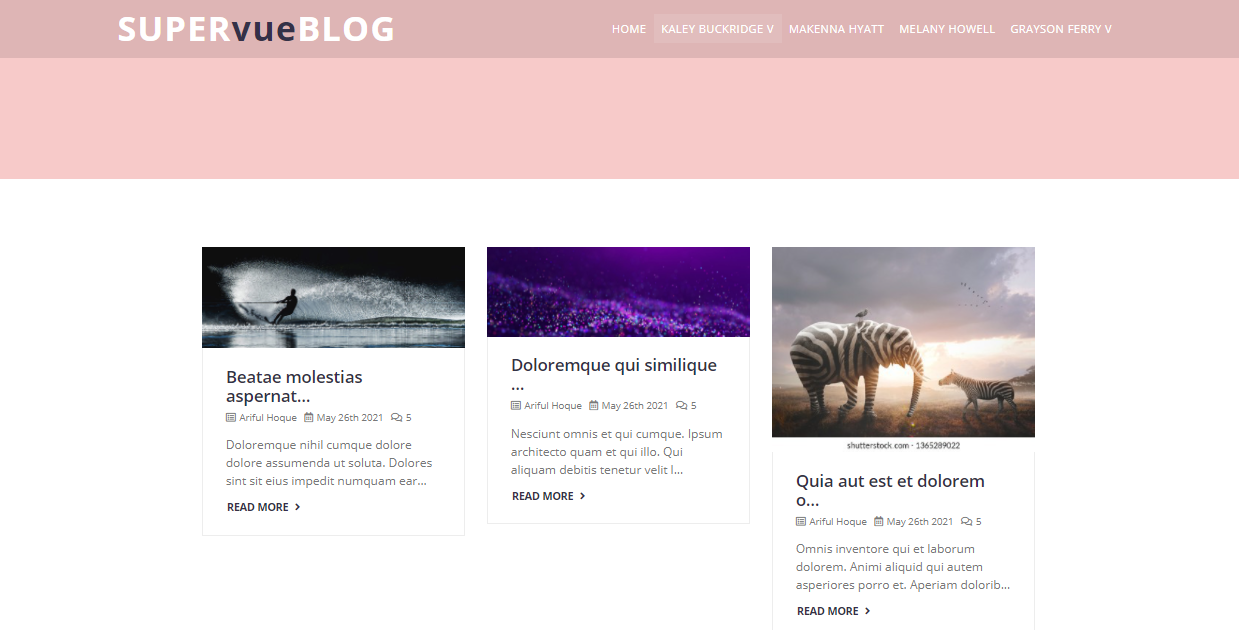 SUPERvueBLOG
HOME KALEY BUCKRIDGE V MAKENNA HYATT MELANY HOWELL GRAYSON FERRY V
Beatae molestias
aspernat...
Ariful Hoque May 26th 2021 5
Doloremque nihil cumque dolore
dolore assumenda ut soluta. Dolores
sint sit eius impedit numquam ear...
READ MORE
Doloremque qui similique
...
Ariful Hoque May 26th 2021 5
Nesciunt omnis et qui cumque. Ipsum
architecto quam et qui illo. Qui
aliquam debitis tenetur velit l...
READ MORE
shutterstock.com · 1365289022
Quia aut est et dolorem
o...
Ariful Hoque May 26th 2021 5
Omnis inventore qui et laborum
dolorem. Animi aliquid qui autem
asperiores porro et. Aperiam dolorib...
READ MORE